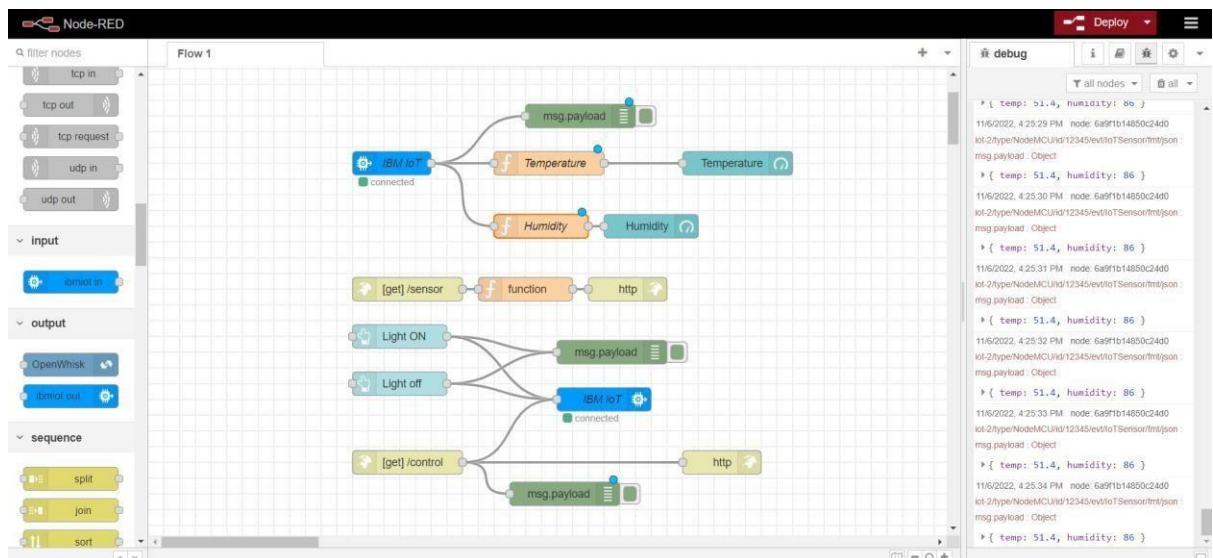 Node-RED
Deploy
filter nodes
tcp in
tcp out
tcp request
udp in
udp out
input
ibmiot in
output
OpenWhisk
ibmiot out
sequence
split
join
sort
Flow 1
msg.payload
IBM IoT
connected
Temperature
Temperature
Humidity
Humidity
[get] /sensor
function
http
Light ON
msg.payload
Light off
IBM IoT
connected
[get] /control
http
msg.payload
debug
i
all nodes
all
{ temp: 51.4, humidity: 86 }
11/6/2022, 4:25:29 PM node: 6a9f1b14850c24d0
iot-2/type/NodeMCU/id/12345/evt/IoTSensor/fmt/json :
msg.payload : Object
{ temp: 51.4, humidity: 86 }
11/6/2022, 4:25:30 PM node: 6a9f1b14850c24d0
iot-2/type/NodeMCU/id/12345/evt/IoTSensor/fmt/json :
msg.payload : Object
{ temp: 51.4, humidity: 86 }
11/6/2022, 4:25:31 PM node: 6a9f1b14850c24d0
iot-2/type/NodeMCU/id/12345/evt/IoTSensor/fmt/json :
msg.payload : Object
{ temp: 51.4, humidity: 86 }
11/6/2022, 4:25:32 PM node: 6a9f1b14850c24d0
iot-2/type/NodeMCU/id/12345/evt/IoTSensor/fmt/json :
msg.payload : Object
{ temp: 51.4, humidity: 86 }
11/6/2022, 4:25:33 PM node: 6a9f1b14850c24d0
iot-2/type/NodeMCU/id/12345/evt/IoTSensor/fmt/json :
msg.payload : Object
{ temp: 51.4, humidity: 86 }
11/6/2022, 4:25:34 PM node: 6a9f1b14850c24d0
iot-2/type/NodeMCU/id/12345/evt/IoTSensor/fmt/json :
msg.payload : Object
{ temp: 51.4, humidity: 86 }